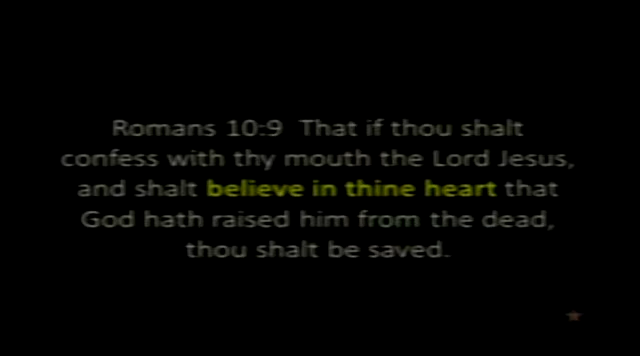 Romans 10:9  That if thou shalt
confess with thy mouth the Lord Jesus,
and shalt believe in thine heart that
God hath raised him from the dead,
thou shalt be saved.